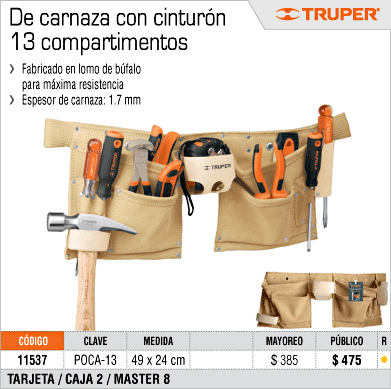 De carnaza con cinturón
13 compartimentos
TRUPER®
› Fabricado en lomo de búfalo
para máxima resistencia
› Espesor de carnaza: 1.7 mm
TRUPER
CÓDIGO CLAVE MEDIDA MAYOREO PÚBLICO R
11537 POCA-13 49 x 24 cm $ 385 $ 475
TARJETA / CAJA 2 / MASTER 8